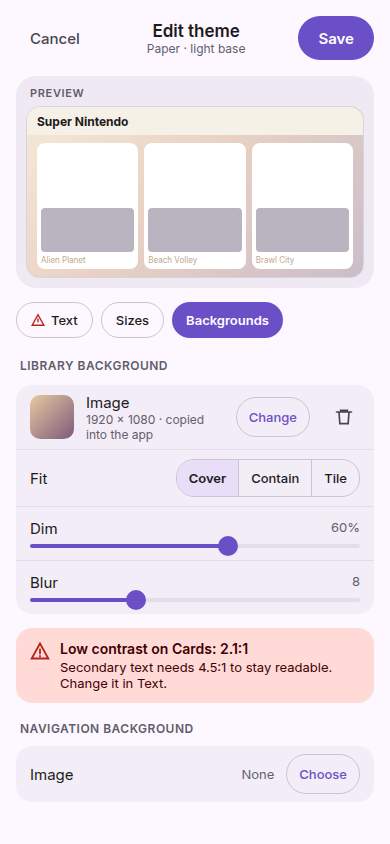 Cancel
Edit theme
Paper · light base
Save
PREVIEW
Super Nintendo
Alien Planet
Beach Volley
Brawl City
Text
Sizes
Backgrounds
LIBRARY BACKGROUND
Image
1920 × 1080 · copied
into the app
Change
Fit
Cover
Contain
Tile
Dim
60%
Blur
8
Low contrast on Cards: 2.1:1
Secondary text needs 4.5:1 to stay readable.
Change it in Text.
NAVIGATION BACKGROUND
Image
None
Choose